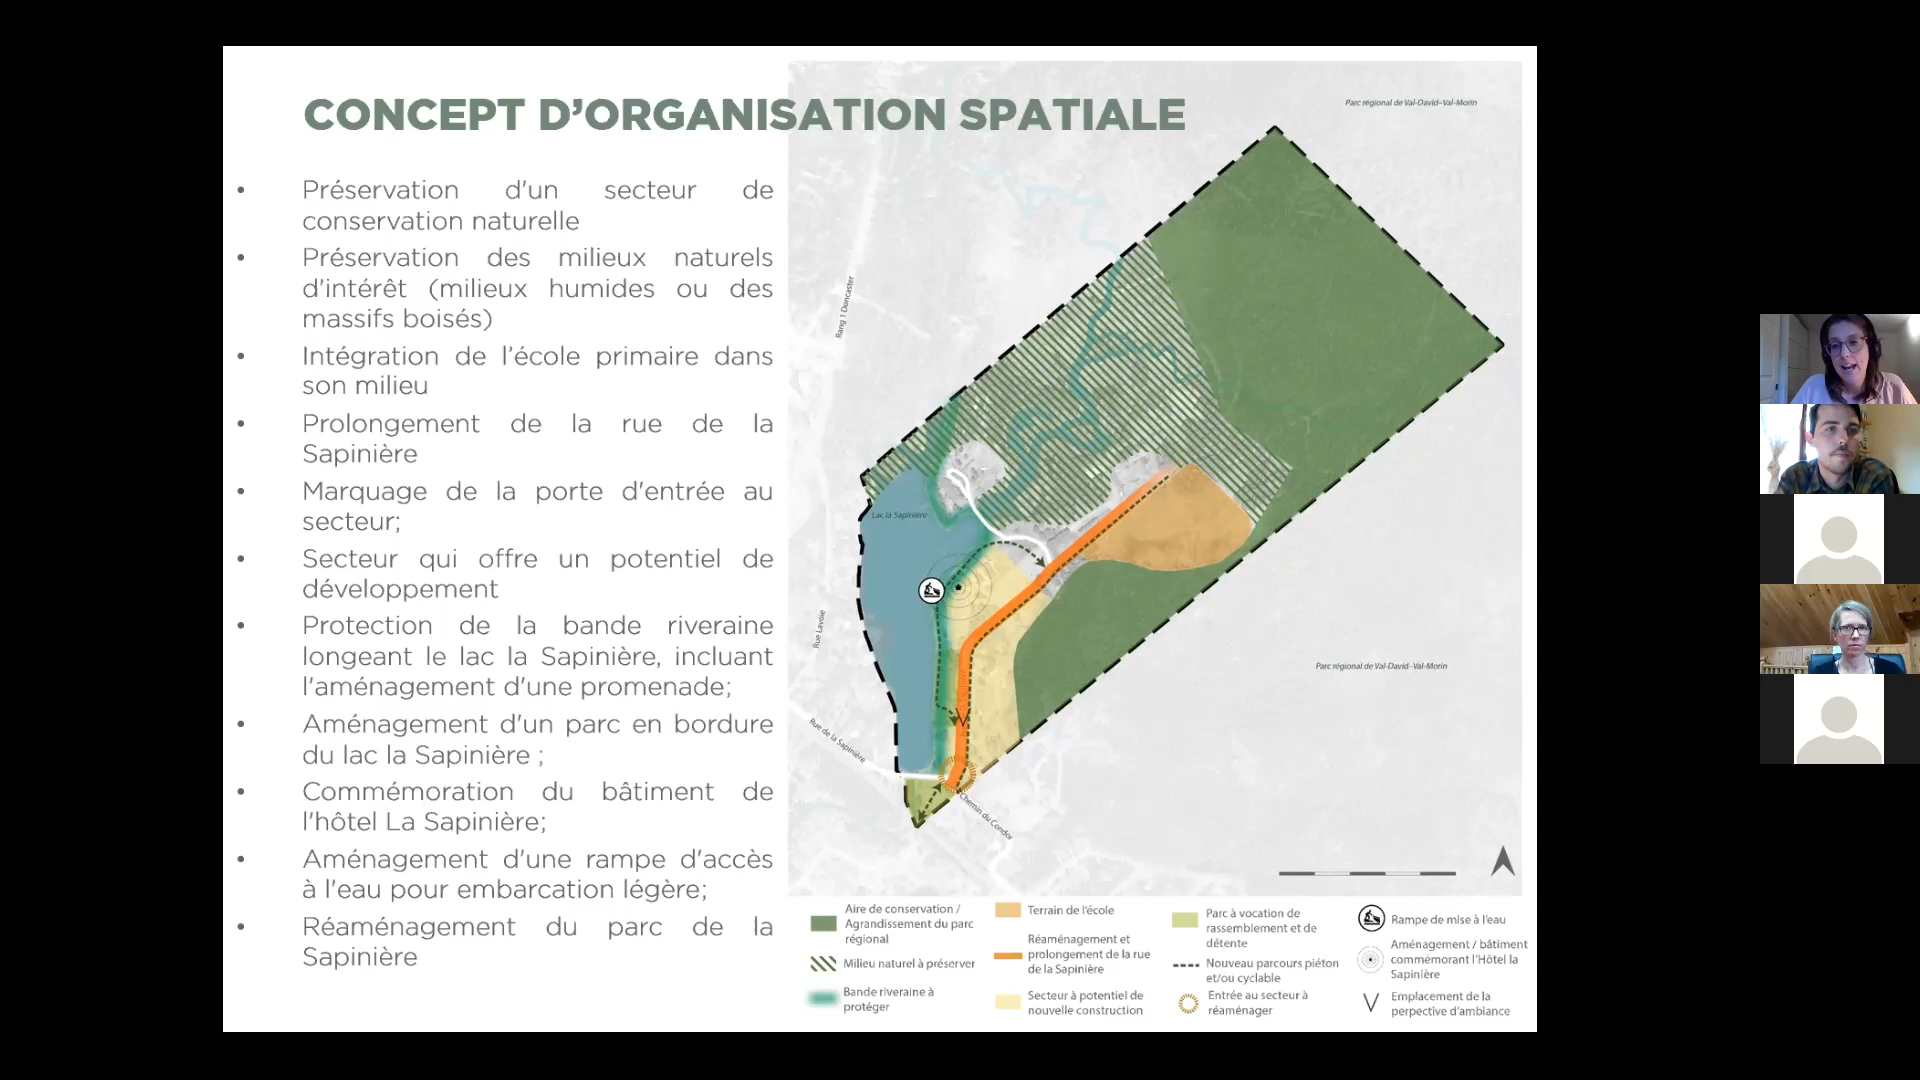 CONCEPT D'ORGANISATION SPATIALE
• Préservation d'un secteur de
conservation naturelle
• Préservation des milieux naturels
d'intérêt (milieux humides ou des
massifs boisés)
• Intégration de l'école primaire dans
son milieu
• Prolongement de la rue de la
Sapinière
• Marquage de la porte d'entrée au
secteur;
• Secteur qui offre un potentiel de
développement
• Protection de la bande riveraine
longeant le lac la Sapinière, incluant
l'aménagement d'une promenade;
• Aménagement d'un parc en bordure
du lac la Sapinière ;
• Commémoration du bâtiment de
l'hôtel La Sapinière;
• Aménagement d'une rampe d'accès
à l'eau pour embarcation légère;
• Réaménagement du parc de la
Sapinière
Parc régional de Val-David-Val-Morin
Rang 1 Doncaster
Lac la Sapinière
Rue Lavoie
Parc régional de Val-David-Val-Morin
Rue de la Sapinière
Chemin du Condor
Aire de conservation /
Agrandissement du parc
régional
Milieu naturel à préserver
Bande riveraine à
protéger
Terrain de l'école
Réaménagement et
prolongement de la rue
de la Sapinière
Secteur à potentiel de
nouvelle construction
Parc à vocation de
rassemblement et de
détente
Nouveau parcours piéton
et/ou cyclable
Entrée au secteur à
réaménager
Rampe de mise à l'eau
Aménagement / bâtiment
commémorant l'Hôtel la
Sapinière
Emplacement de la
perpective d'ambiance